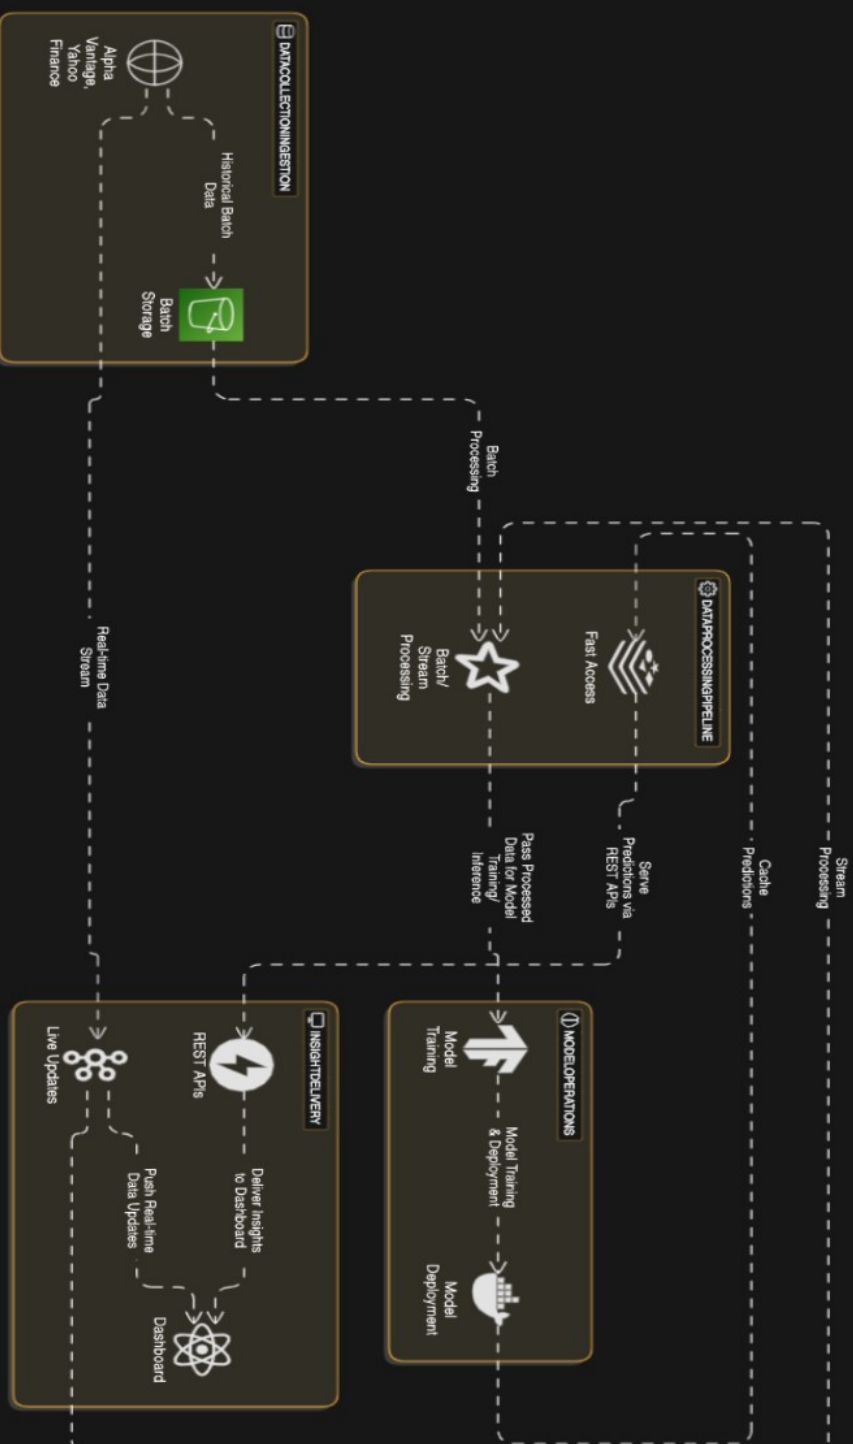 DATACOLLECTIONINGESTION
Alpha
Vantage,
Yahoo
Finance
Historical Batch
Data
Batch
Storage
Batch
Processing
Real-time Data
Stream
DATAPROCESSINGPIPELINE
Fast Access
Batch/
Stream
Processing
Stream
Processing
Cache
Predictions
Serve
Predictions via
REST APIs
Pass Processed
Data for Model
Training/
Inference
MODELOPERATIONS
Model
Training
Model Training
& Deployment
Model
Deployment
INSIGHTDELIVERY
REST APIs
Live Updates
Deliver Insights
to Dashboard
Push Real-time
Data Updates
Dashboard